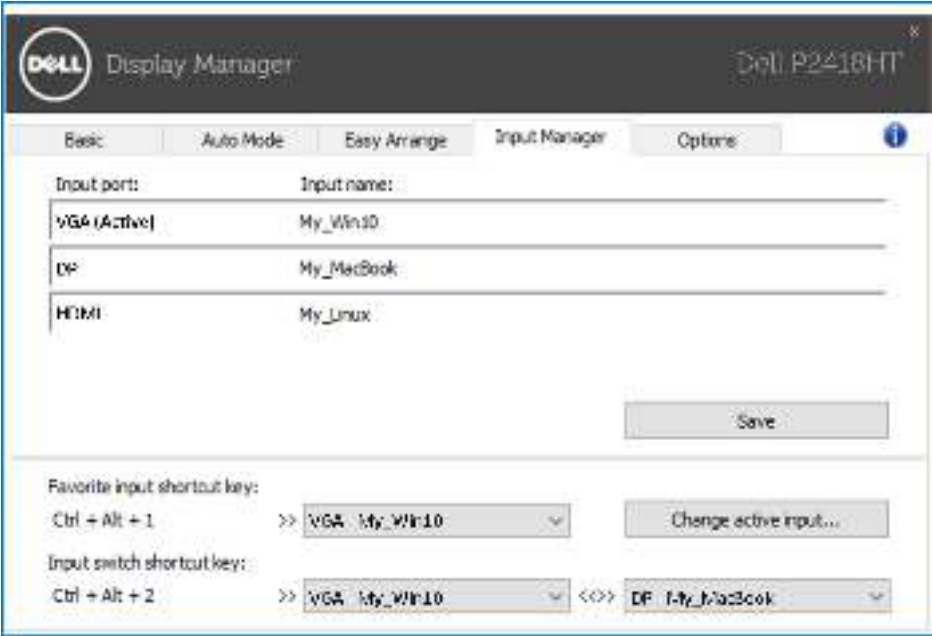 DELL Display Manager Dell P2418HT
Basic Auto Mode Easy Arrange Input Manager Options
Input port: Input name:
VGA (Active) My_Win10
DP My_MacBook
HDMI My_Linux
Save
Favorite input shortcut key:
Ctrl + Alt + 1 >> VGA My_Win10 Change active input...
Input switch shortcut key:
Ctrl + Alt + 2 >> VGA My_Win10 <<>> DP My_MacBook